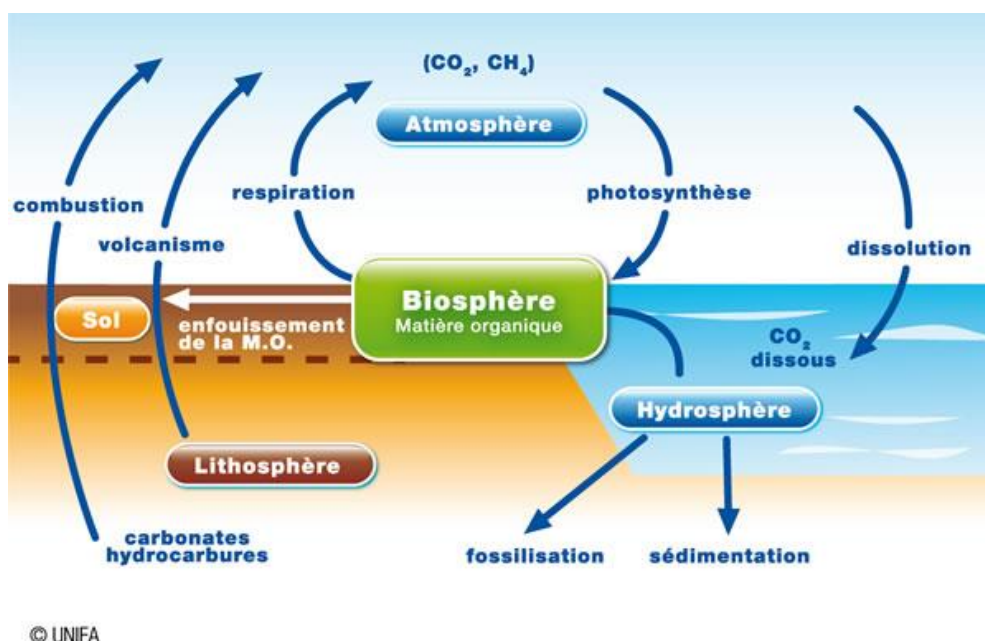 (CO₂, CH₄)
Atmosphère
respiration
photosynthèse
combustion
volcanisme
dissolution
Biosphère
Matière organique
Sol
enfouissement
de la M.O.
CO₂
dissous
Hydrosphère
Lithosphère
carbonates
hydrocarbures
fossilisation
sédimentation
© UNIFA